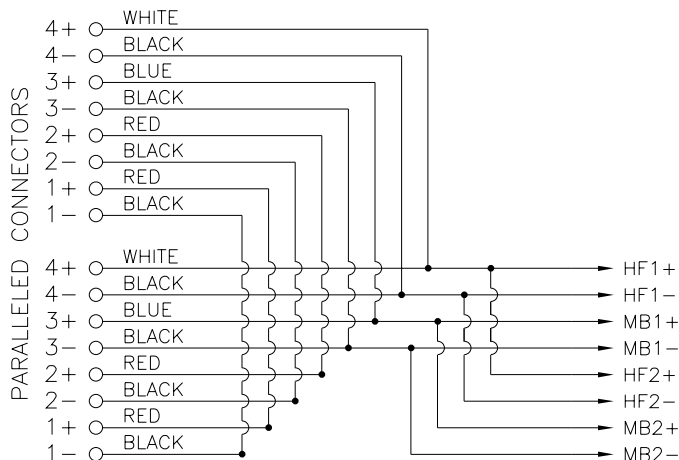 PARALLELED CONNECTORS
4+ WHITE
4- BLACK
3+ BLUE
3- BLACK
2+ RED
2- BLACK
1+ RED
1- BLACK
4+ WHITE HF1+
4- BLACK HF1-
3+ BLUE MB1+
3- BLACK MB1-
2+ RED HF2+
2- BLACK HF2-
1+ RED MB2+
1- BLACK MB2-